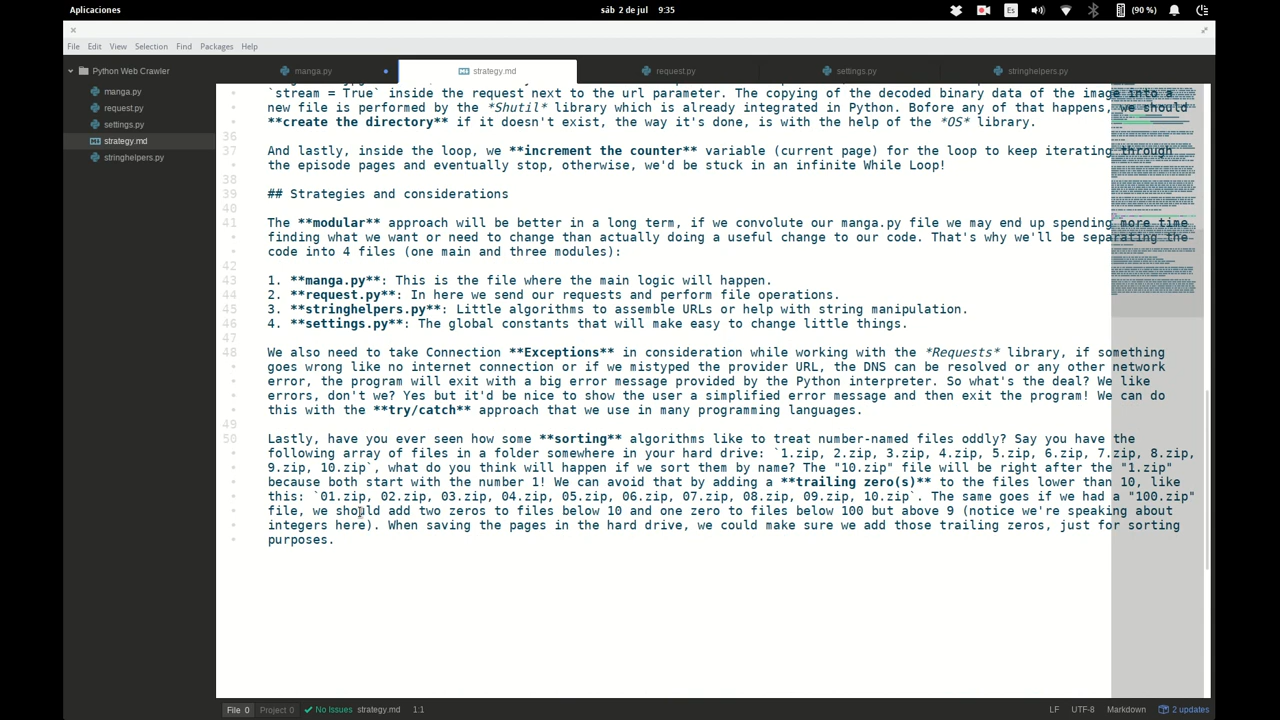 Aplicaciones
sáb 2 de jul 9:35
Es
(90 %)
File Edit View Selection Find Packages Help
Python Web Crawler
manga.py
request.py
settings.py
strategy.md
stringhelpers.py
manga.py strategy.md request.py settings.py stringhelpers.py
`stream = True` inside the request next to the url parameter. The copying of the decoded binary data of the image into a
new file is performed by the *Shutil* library which is already integrated in Python. Before any of that happens, we should
**create the directory** if it doesn't exist, the way it's done is with the help of the *OS* library.
36
37 And lastly, inside the loop, we **increment the counter** variable (current page) for the loop to keep iterating through
the episode pages and eventually stop, otherwise, we'd be stuck in an infinite While Loop!
38
39 ## Strategies and considerations
40
41 The **modular** approach will be better in a long term, if we convolute our manga.py file we may end up spending more time
finding what we want or need to change than actually doing a useful change to our code. That's why we'll be separating the
code into 4 files (one main and three modules):
42
43 1. **manga.py**: This is the file where the main logic will happen.
44 2. **request.py**: In here we send our requests and perform file operations.
45 3. **stringhelpers.py**: Little algorithms to assemble URLs or help with string manipulation.
46 4. **settings.py**: The global constants that will make easy to change little things.
47
48 We also need to take Connection **Exceptions** in consideration while working with the *Requests* library, if something
goes wrong like no internet connection or if we mistyped the provider URL, the DNS can be resolved or any other network
error, the program will exit with a big error message provided by the Python interpreter. So what's the deal? We like
errors, don't we? Yes but it'd be nice to show the user a simplified error message and then exit the program! We can do
this with the **try/catch** approach that we use in many programming languages.
49
50 Lastly, have you ever seen how some **sorting** algorithms like to treat number-named files oddly? Say you have the
following array of files in a folder somewhere in your hard drive: `1.zip, 2.zip, 3.zip, 4.zip, 5.zip, 6.zip, 7.zip, 8.zip,
9.zip, 10.zip`, what do you think will happen if we sort them by name? The "10.zip" file will be right after the "1.zip"
because both start with the number 1! We can avoid that by adding a **trailing zero(s)** to the files lower than 10, like
this: `01.zip, 02.zip, 03.zip, 04.zip, 05.zip, 06.zip, 07.zip, 08.zip, 09.zip, 10.zip`. The same goes if we had a "100.zip"
file, we should add two zeros to files below 10 and one zero to files below 100 but above 9 (notice we're speaking about
integers here). When saving the pages in the hard drive, we could make sure we add those trailing zeros, just for sorting
purposes.
File 0 Project 0 No Issues strategy.md 1:1 LF UTF-8 Markdown 2 updates